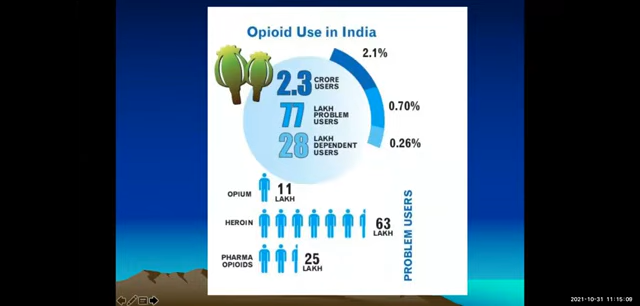 Opioid Use in India
2.1%
2.3 CRORE
USERS
77 LAKH
PROBLEM
USERS
0.70%
28 LAKH
DEPENDENT
USERS
0.26%
OPIUM 11
LAKH
HEROIN 63
LAKH
PHARMA
OPIOIDS 25
LAKH
PROBLEM USERS
2021-10-31 11:15:09